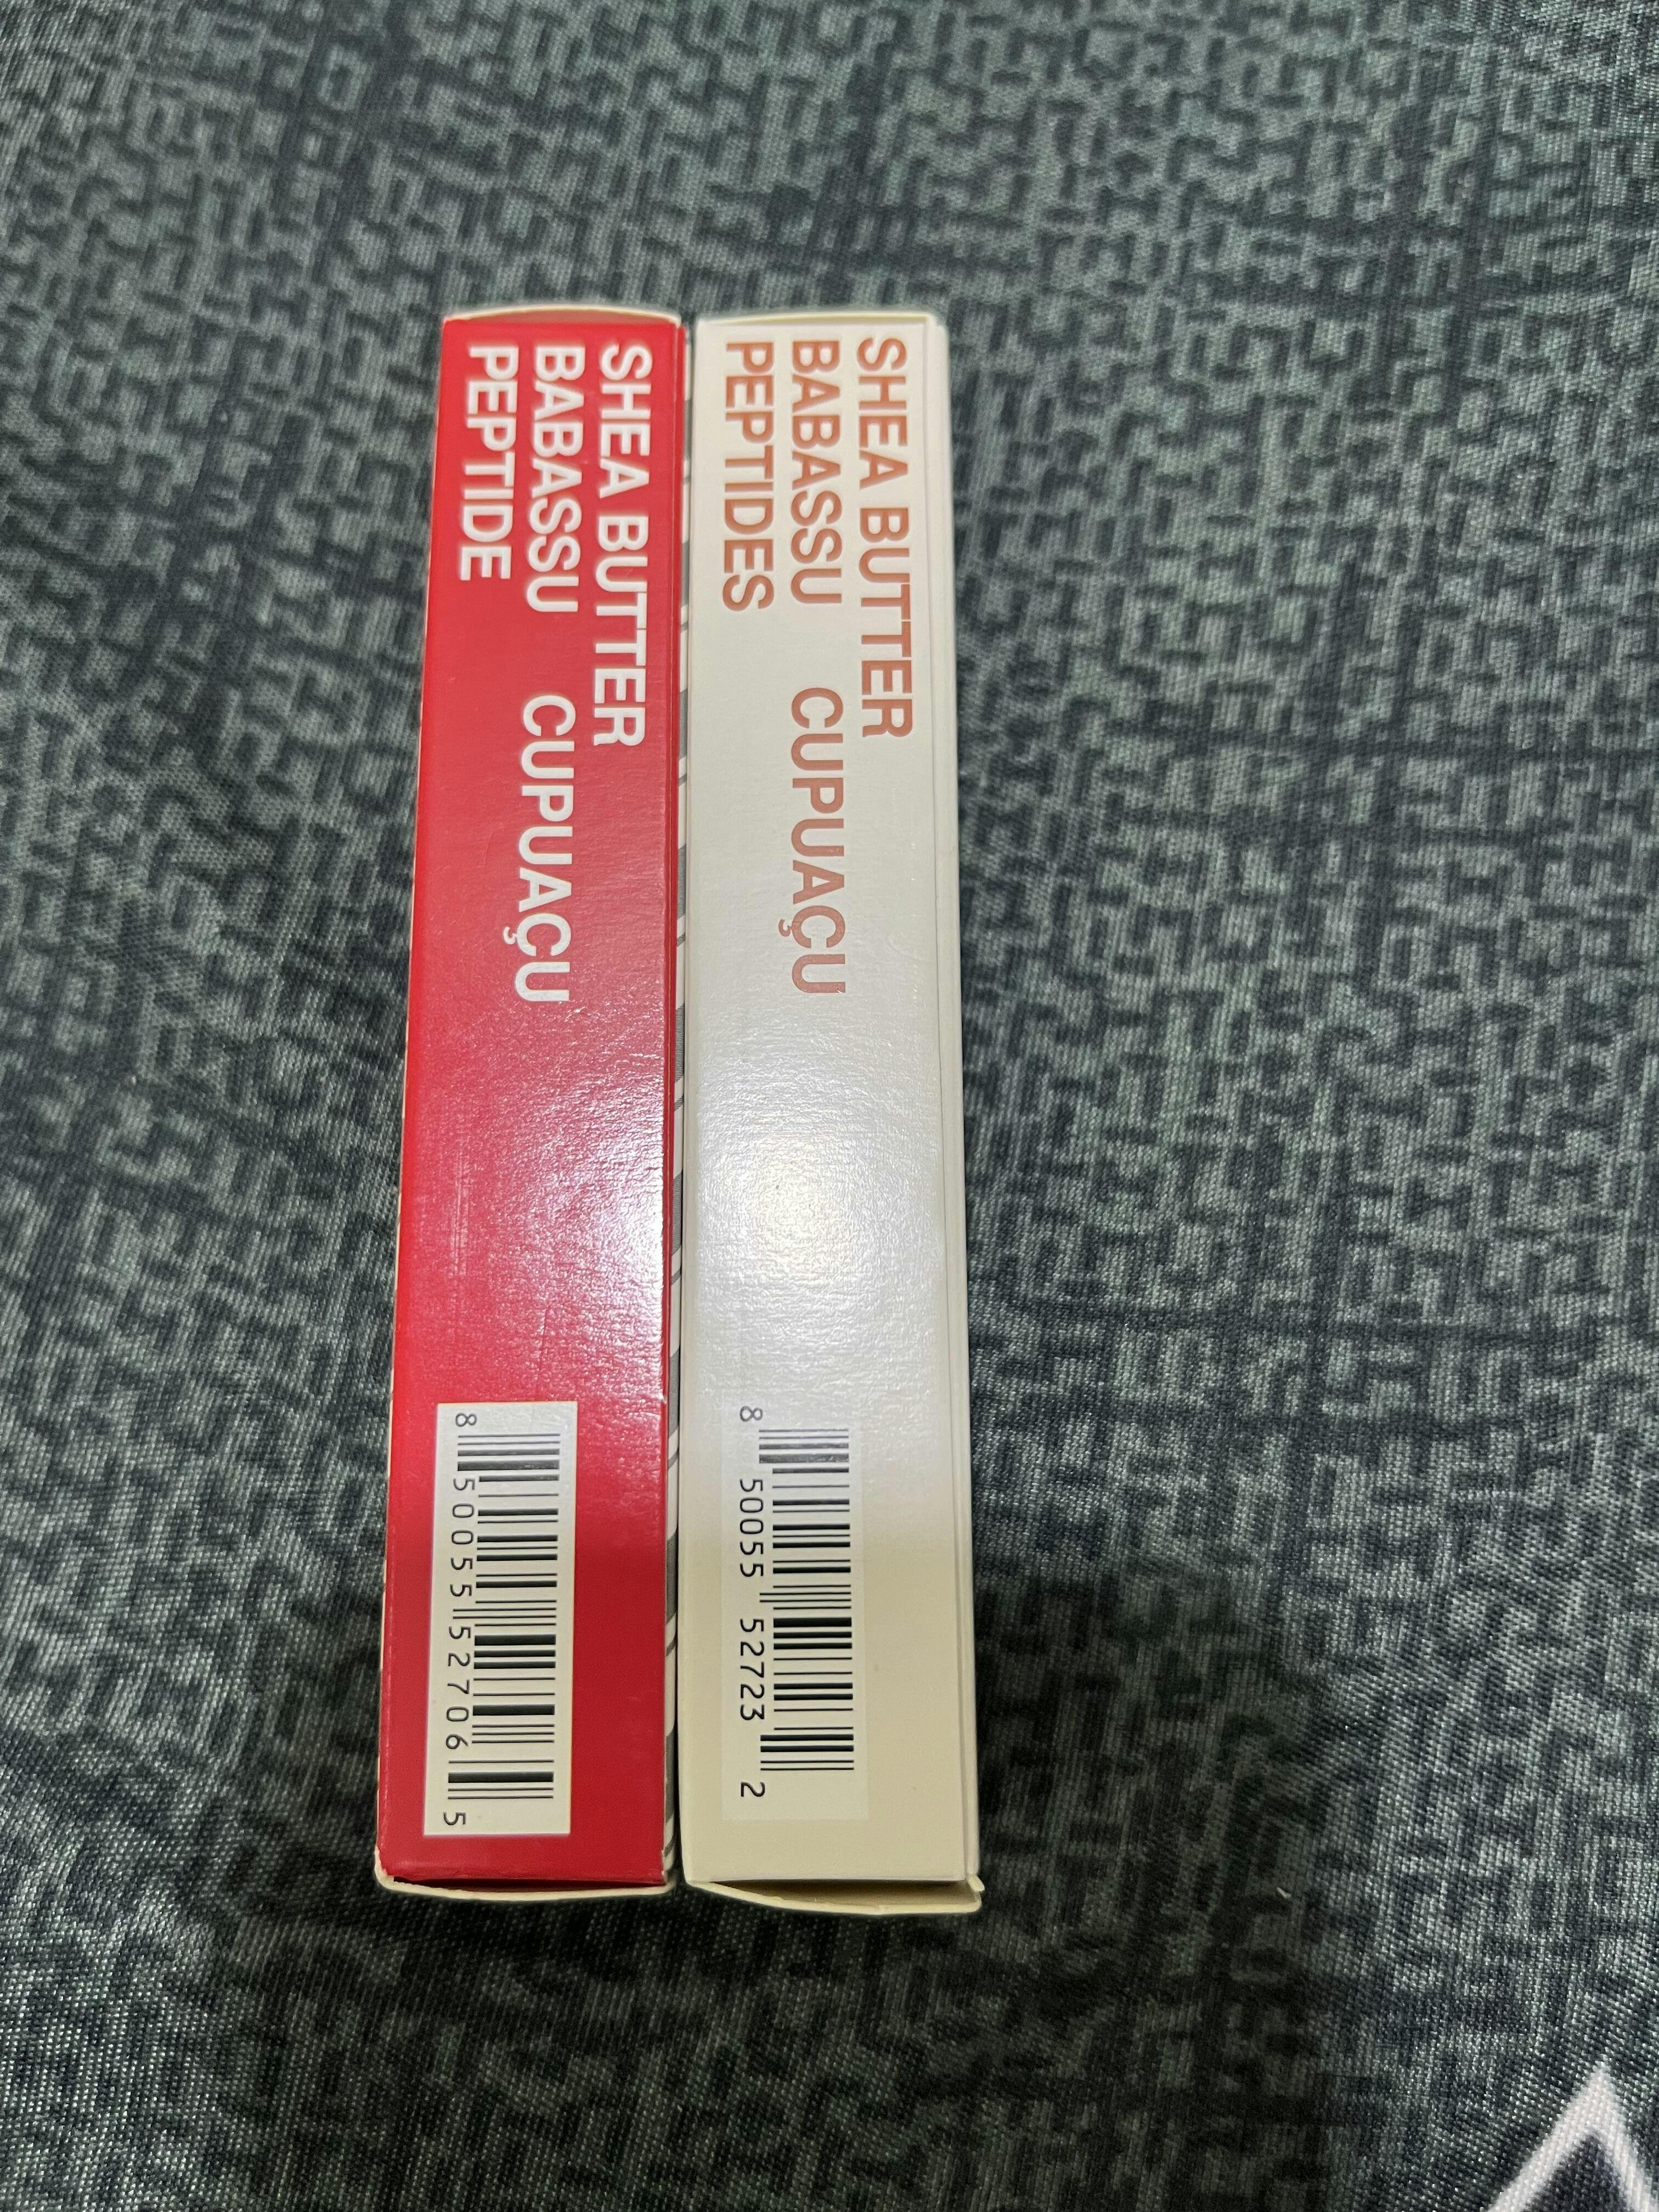 SHEA BUTTER
BABASSU CUPUAÇU
PEPTIDE
8 50055 52706 5
SHEA BUTTER
BABASSU CUPUAÇU
PEPTIDES
8 50055 52723 2